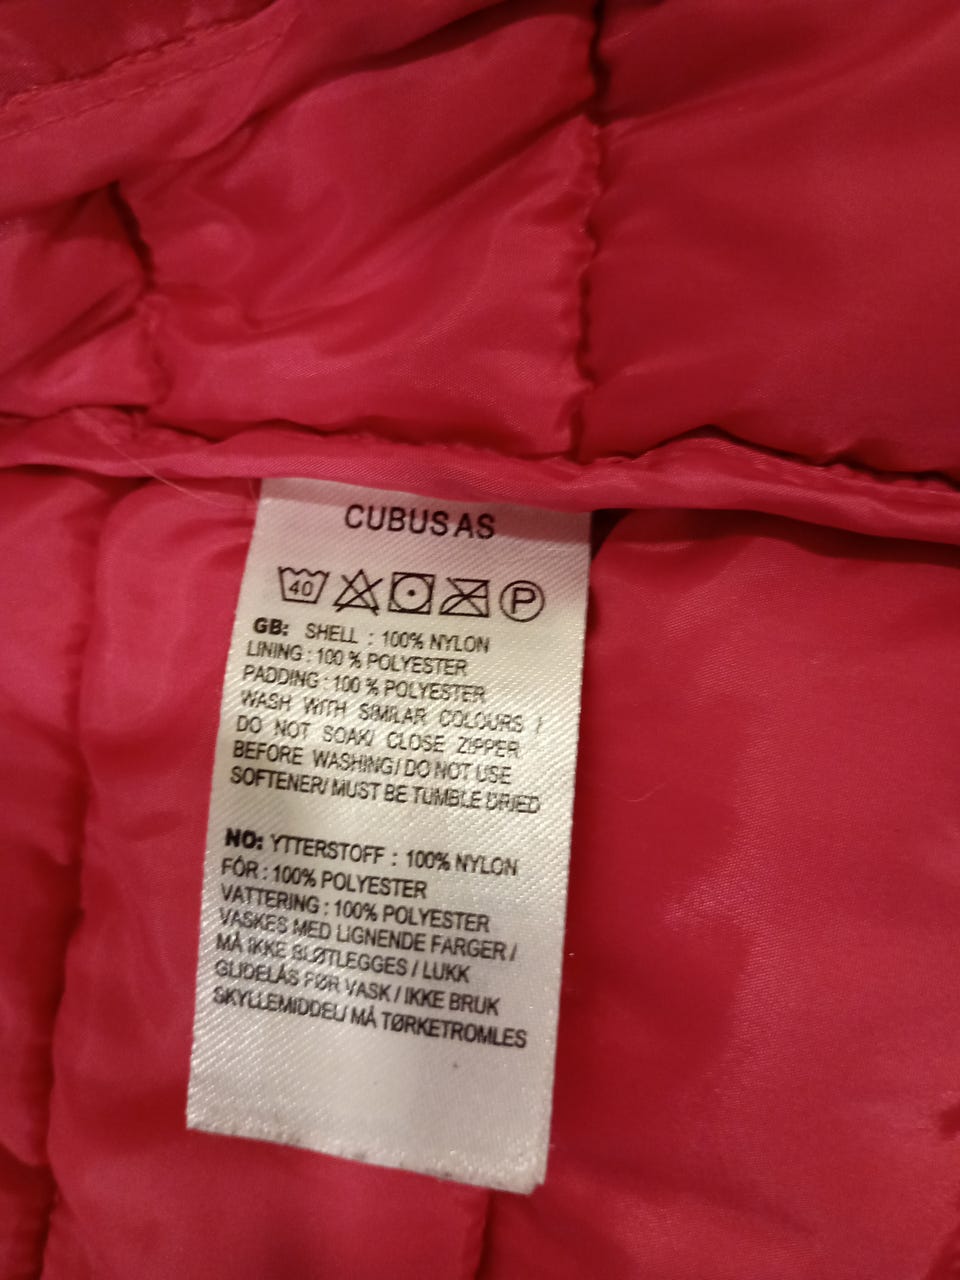 CUBUS AS
40 P
GB: SHELL : 100% NYLON
LINING : 100 % POLYESTER
PADDING : 100 % POLYESTER
WASH WITH SIMILAR COLOURS /
DO NOT SOAK/ CLOSE ZIPPER
BEFORE WASHING/ DO NOT USE
SOFTENER/ MUST BE TUMBLE DRIED
NO: YTTERSTOFF : 100% NYLON
FÓR : 100% POLYESTER
VATTERING : 100% POLYESTER
VASKES MED LIGNENDE FARGER /
MÅ IKKE BLØTLEGGES / LUKK
GLIDELÅS FØR VASK / IKKE BRUK
SKYLLEMIDDEL/ MÅ TØRKETROMLES